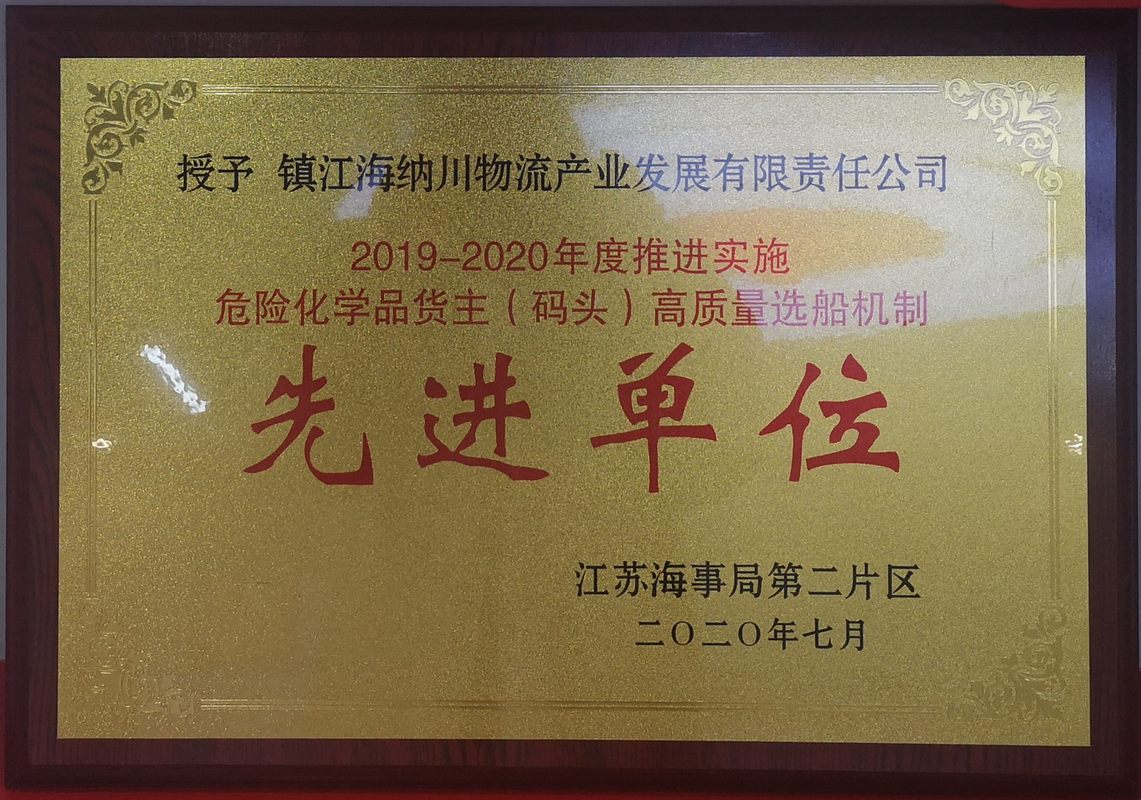 授予 镇江海纳川物流产业发展有限责任公司
2019-2020年度推进实施
危险化学品货主（码头）高质量选船机制
先进单位
江苏海事局第二片区
二〇二〇年七月